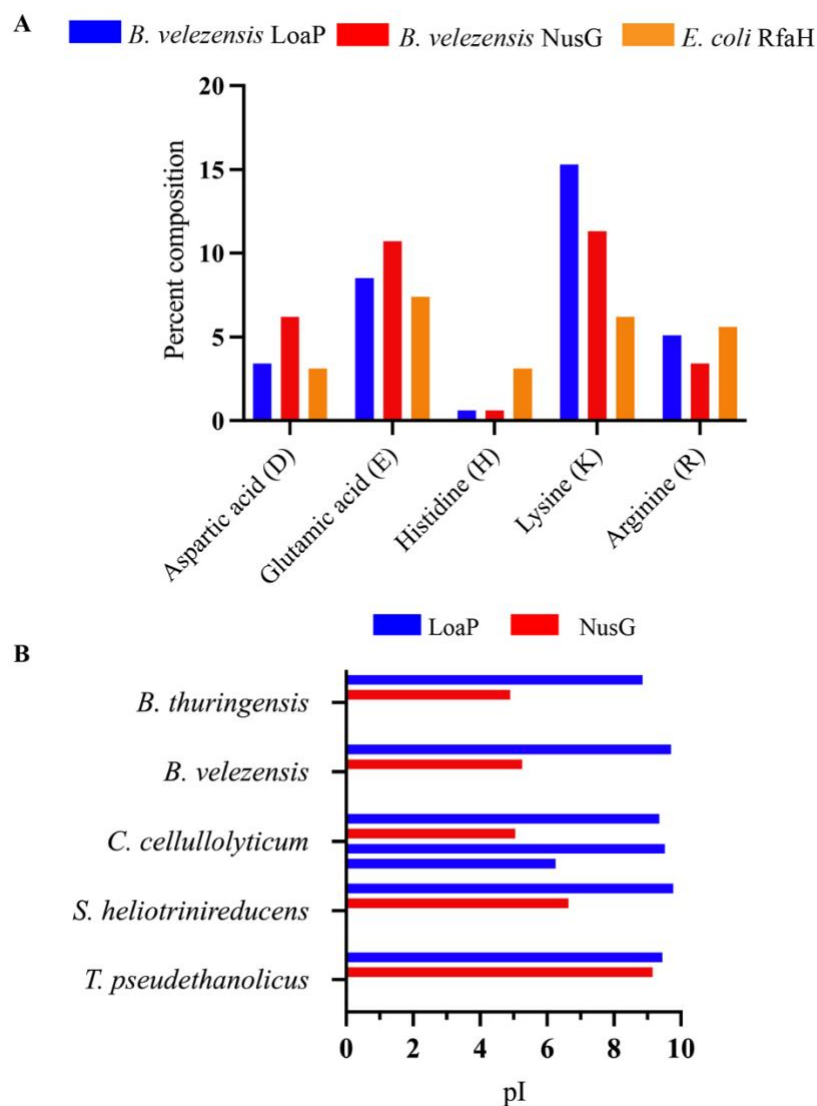 A
B. velezensis LoaP B. velezensis NusG E. coli RfaH
Percent composition
20
15
10
5
0
Aspartic acid (D)
Glutamic acid (E)
Histidine (H)
Lysine (K)
Arginine (R)
LoaP NusG
B
B. thuringensis
B. velezensis
C. cellullolyticum
S. heliotrinireducens
T. pseudethanolicus
0 2 4 6 8 10
pI